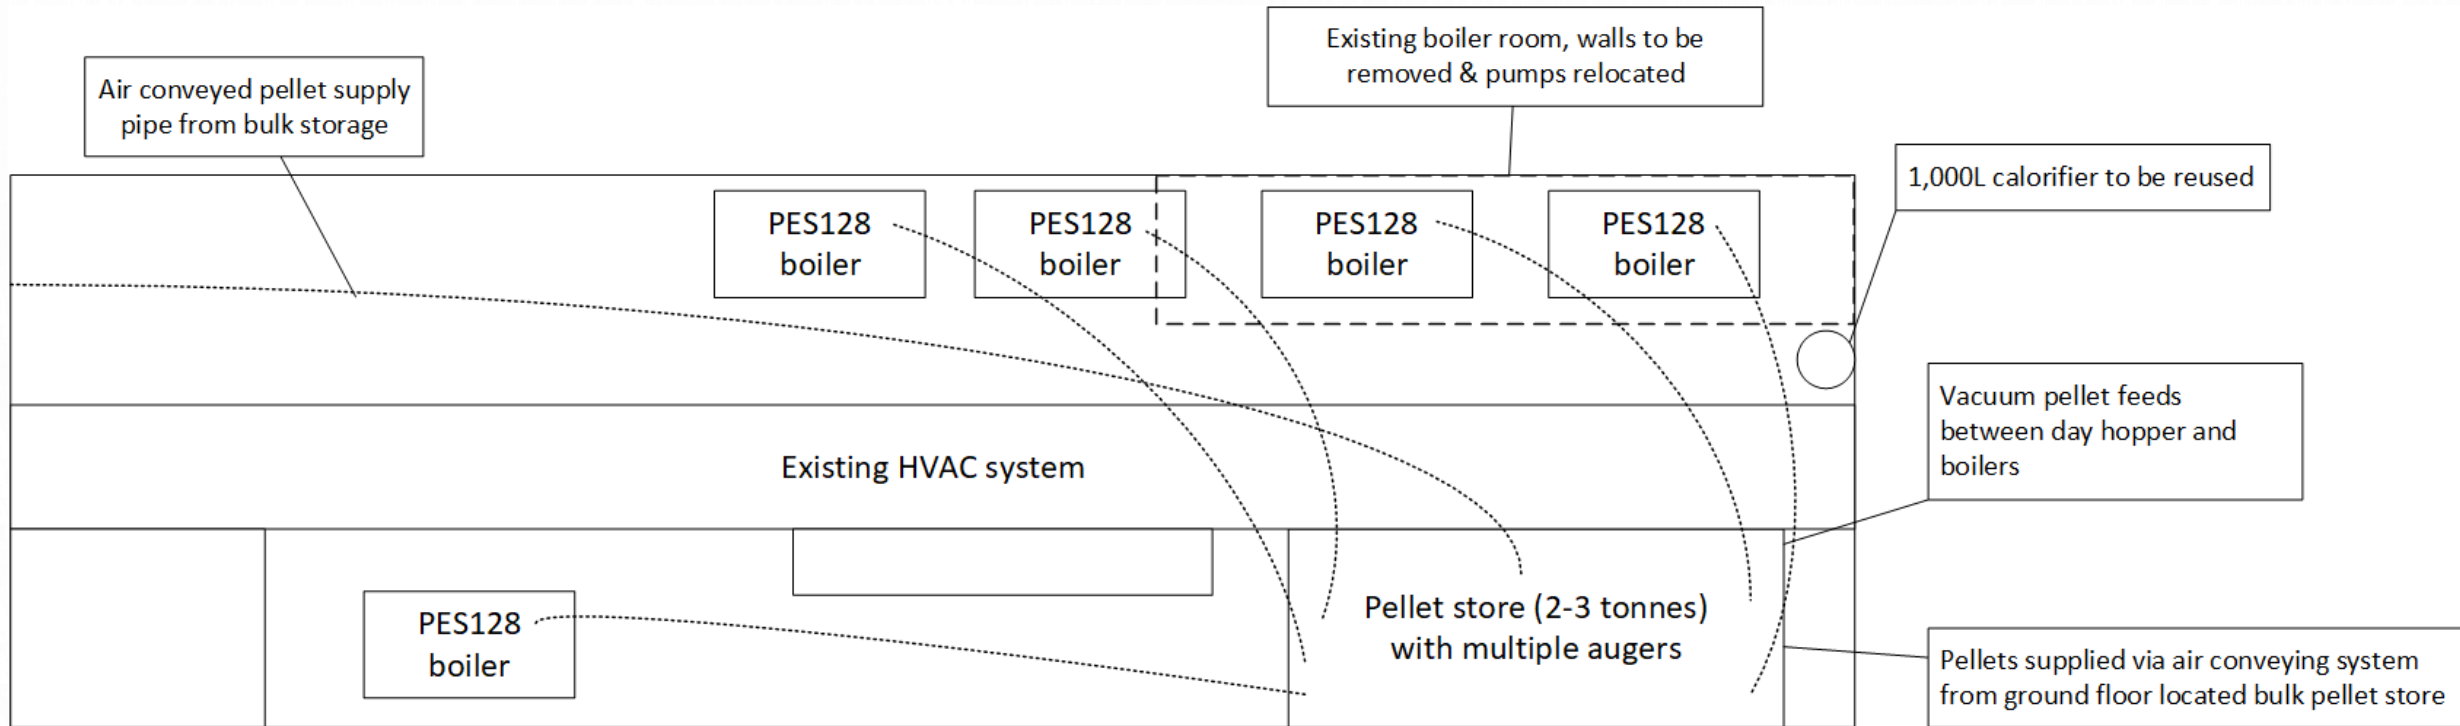 Existing boiler room, walls to be
removed & pumps relocated
Air conveyed pellet supply
pipe from bulk storage
1,000L calorifier to be reused
PES128
boiler
PES128
boiler
PES128
boiler
PES128
boiler
Vacuum pellet feeds
between day hopper and
boilers
Existing HVAC system
PES128
boiler
Pellet store (2-3 tonnes)
with multiple augers
Pellets supplied via air conveying system
from ground floor located bulk pellet store